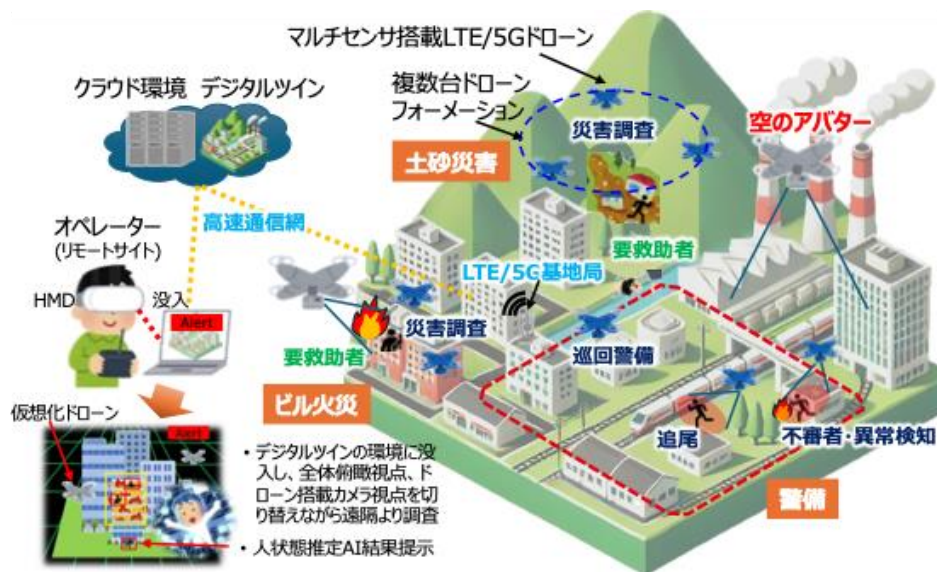 マルチセンサ搭載LTE/5Gドローン
クラウド環境 デジタルツイン
複数台ドローン
フォーメーション
災害調査
空のアバター
土砂災害
オペレーター
(リモートサイト)
高速通信網
要救助者
LTE/5G基地局
HMD
没入
Alert
災害調査
要救助者
巡回警備
ビル火災
仮想化ドローン
Alert
追尾
不審者・異常検知
警備
・デジタルツインの環境に没
入し、全体俯瞰視点、ド
ローン搭載カメラ視点を切
り替えながら遠隔より調査
・人状態推定AI結果提示